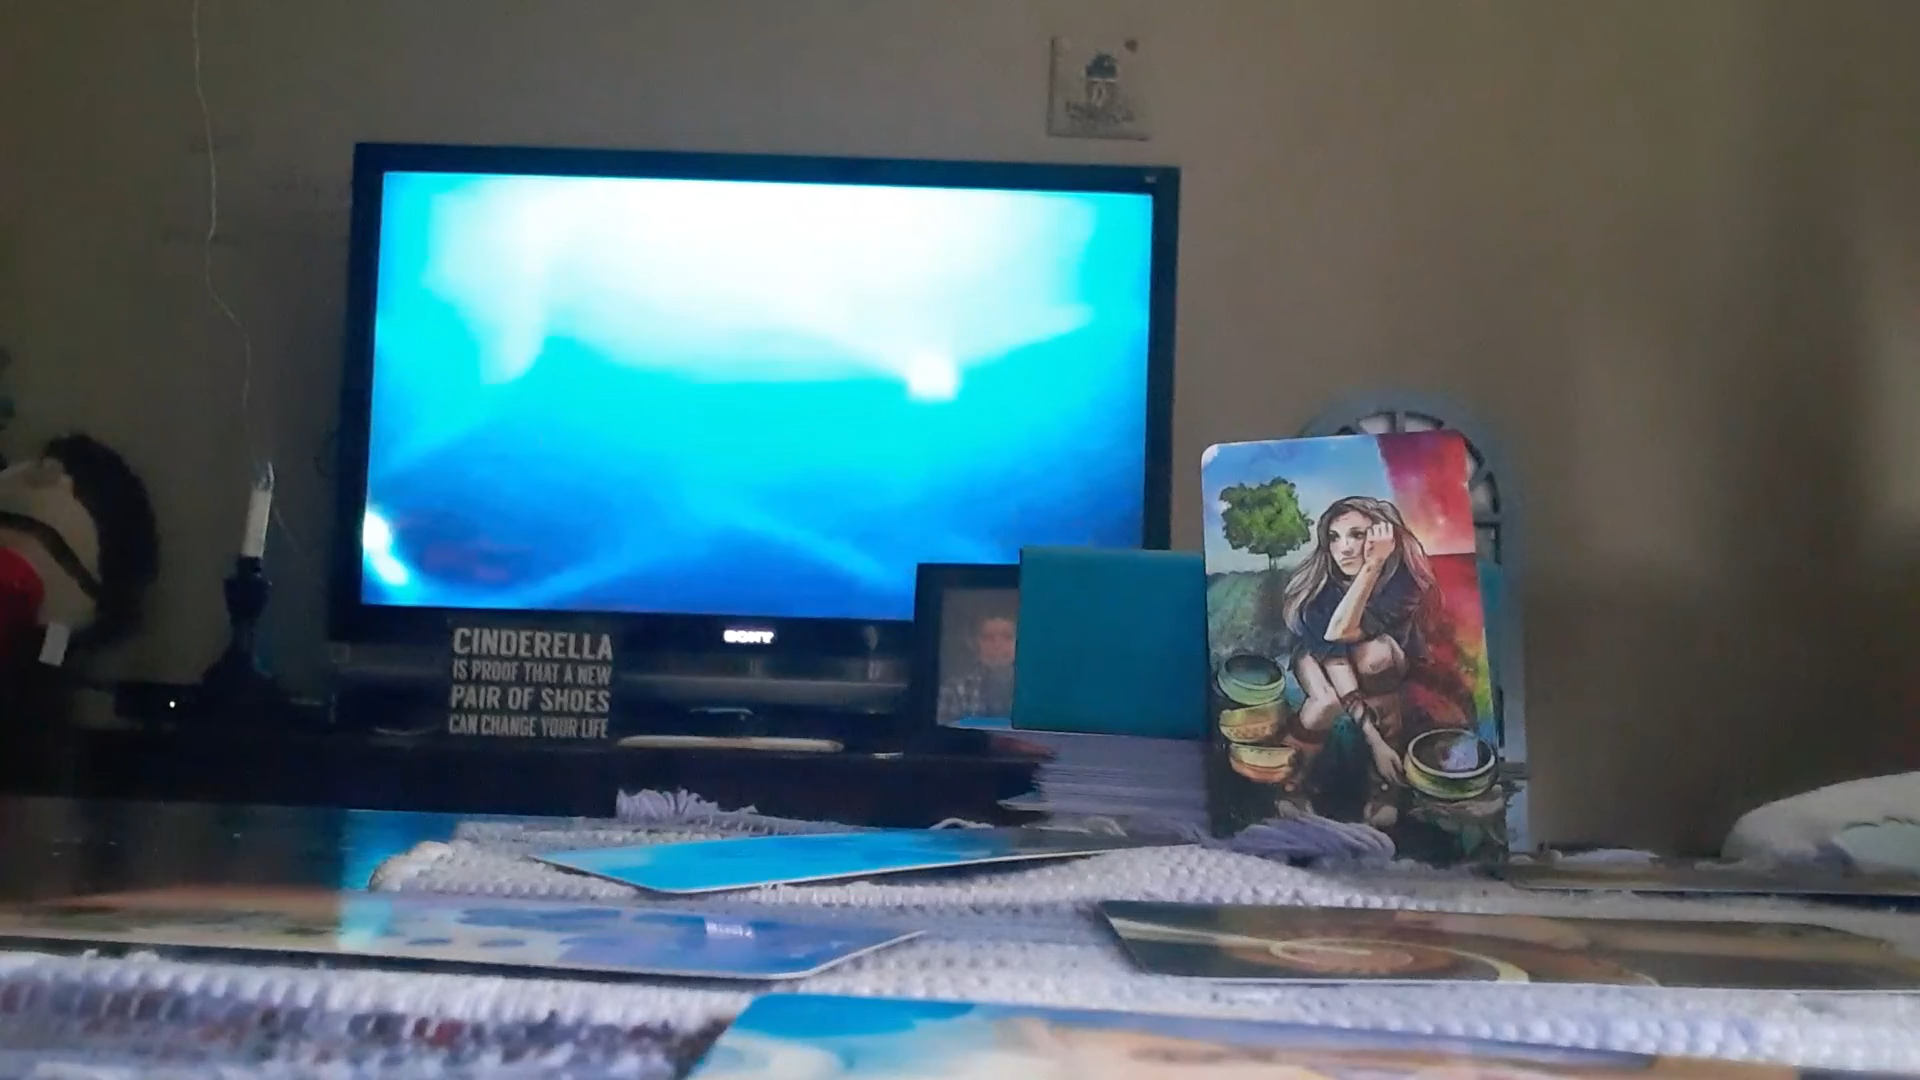 SONY
CINDERELLA
IS PROOF THAT A NEW
PAIR OF SHOES
CAN CHANGE YOUR LIFE